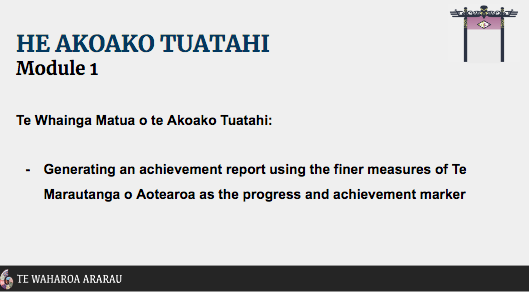 HE AKOAKO TUATAHI
Module 1
Te Whainga Matua o te Akoako Tuatahi:
- Generating an achievement report using the finer measures of Te
Marautanga o Aotearoa as the progress and achievement marker
TE WAHAROA ARARAU